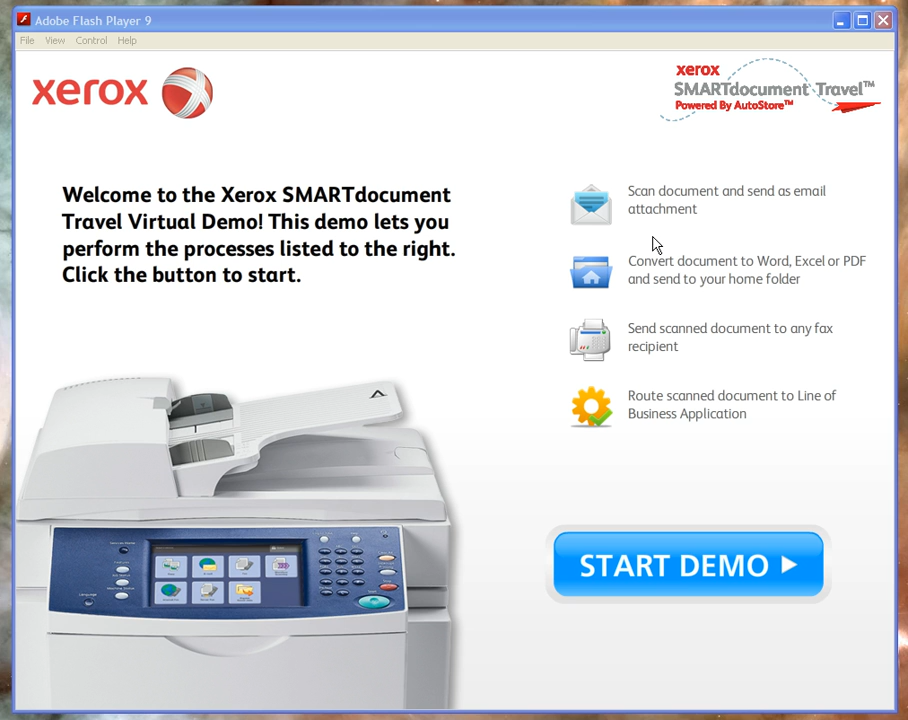 Adobe Flash Player 9
File View Control Help
xerox
xerox
SMARTdocument Travel™
Powered By AutoStore™
Welcome to the Xerox SMARTdocument
Travel Virtual Demo! This demo lets you
perform the processes listed to the right.
Click the button to start.
Scan document and send as email
attachment
Convert document to Word, Excel or PDF
and send to your home folder
Send scanned document to any fax
recipient
Route scanned document to Line of
Business Application
START DEMO